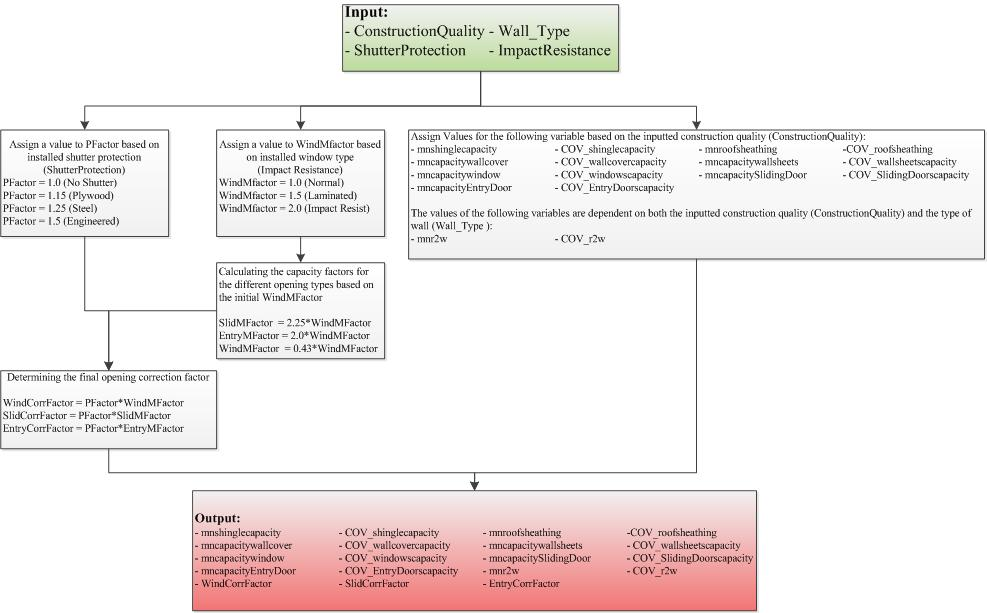 Input:
- ConstructionQuality - Wall_Type
- ShutterProtection - ImpactResistance
Assign a value to PFactor based on
installed shutter protection
(ShutterProtection)
PFactor = 1.0 (No Shutter)
PFactor = 1.15 (Plywood)
PFactor = 1.25 (Steel)
PFactor = 1.5 (Engineered)
Assign a value to WindMfactor based
on installed window type
(Impact Resistance)
WindMfactor = 1.0 (Normal)
WindMfactor = 1.5 (Laminated)
WindMfactor = 2.0 (Impact Resist)
Assign Values for the following variable based on the inputted construction quality (ConstructionQuality):
- mnshinglecapacity - COV_shinglecapacity - mnroofsheathing -COV_roofsheathing
- mncapacitywallcover - COV_wallcovercapacity - mncapacitywallsheets - COV_wallsheetscapacity
- mncapacitywindow - COV_windowscapacity - mncapacitySlidingDoor - COV_SlidingDoorscapacity
- mncapacityEntryDoor - COV_EntryDoorscapacity
The values of the following variables are dependent on both the inputted construction quality (ConstructionQuality) and the type of
wall (Wall_Type ):
- mnr2w - COV_r2w
Calculating the capacity factors for
the different opening types based on
the initial WindMFactor
SlidMFactor = 2.25*WindMFactor
EntryMFactor = 2.0*WindMFactor
WindMFactor = 0.43*WindMFactor
Determining the final opening correction factor
WindCorrFactor = PFactor*WindMFactor
SlidCorrFactor = PFactor*SlidMFactor
EntryCorrFactor = PFactor*EntryMFactor
Output:
- mnshinglecapacity - COV_shinglecapacity - mnroofsheathing -COV_roofsheathing
- mncapacitywallcover - COV_wallcovercapacity - mncapacitywallsheets - COV_wallsheetscapacity
- mncapacitywindow - COV_windowscapacity - mncapacitySlidingDoor - COV_SlidingDoorscapacity
- mncapacityEntryDoor - COV_EntryDoorscapacity - mnr2w - COV_r2w
- WindCorrFactor - SlidCorrFactor - EntryCorrFactor